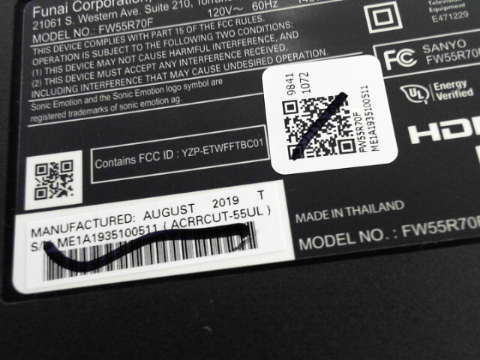 Funai Corporation
21061 S. Western Ave. Suite 210, Torrance
MODEL NO.: FW55R70F 120V~ 60Hz
THIS DEVICE COMPLIES WITH PART 15 OF THE FCC RULES.
OPERATION IS SUBJECT TO THE FOLLOWING TWO CONDITIONS:
(1) THIS DEVICE MAY NOT CAUSE HARMFUL INTERFERENCE, AND
(2) THIS DEVICE MUST ACCEPT ANY INTERFERENCE RECEIVED,
INCLUDING INTERFERENCE THAT MAY CAUSE UNDESIRED OPERATION.
Sonic Emotion and the Sonic Emotion logo symbol are
registered trademarks of sonic emotion ag.
E471229
FC SANYO
FW55R70F
9841
1072
FW55R70F
ME1A1935100511
UL Energy
Verified
HDMI
Contains FCC ID : YZP-ETWFFTBC01
MANUFACTURED: AUGUST 2019 T
S/N ME1A1935100511 ( ACRRCUT-55UL )
MADE IN THAILAND
MODEL NO. : FW55R70F